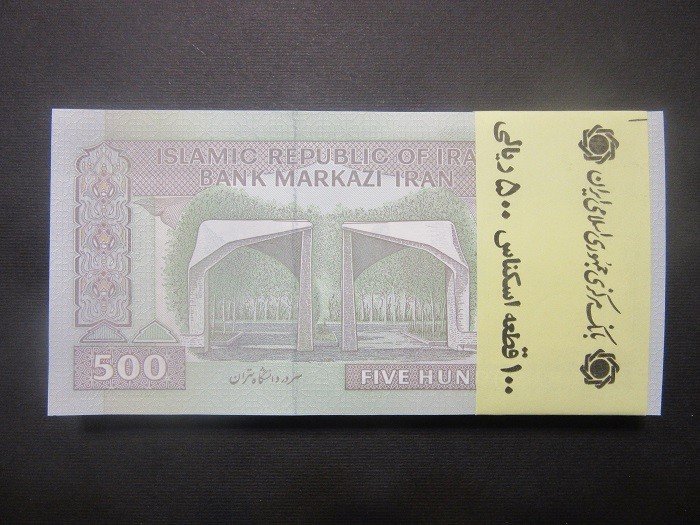 ISLAMIC REPUBLIC OF IRA
BANK MARKAZI IRAN
500
سردر دانشگاه تهران
FIVE HUN
۱۰۰ قطعه اسکناس ۵۰۰ ریالی
بانک مرکزی جمهوری اسلامی ایران